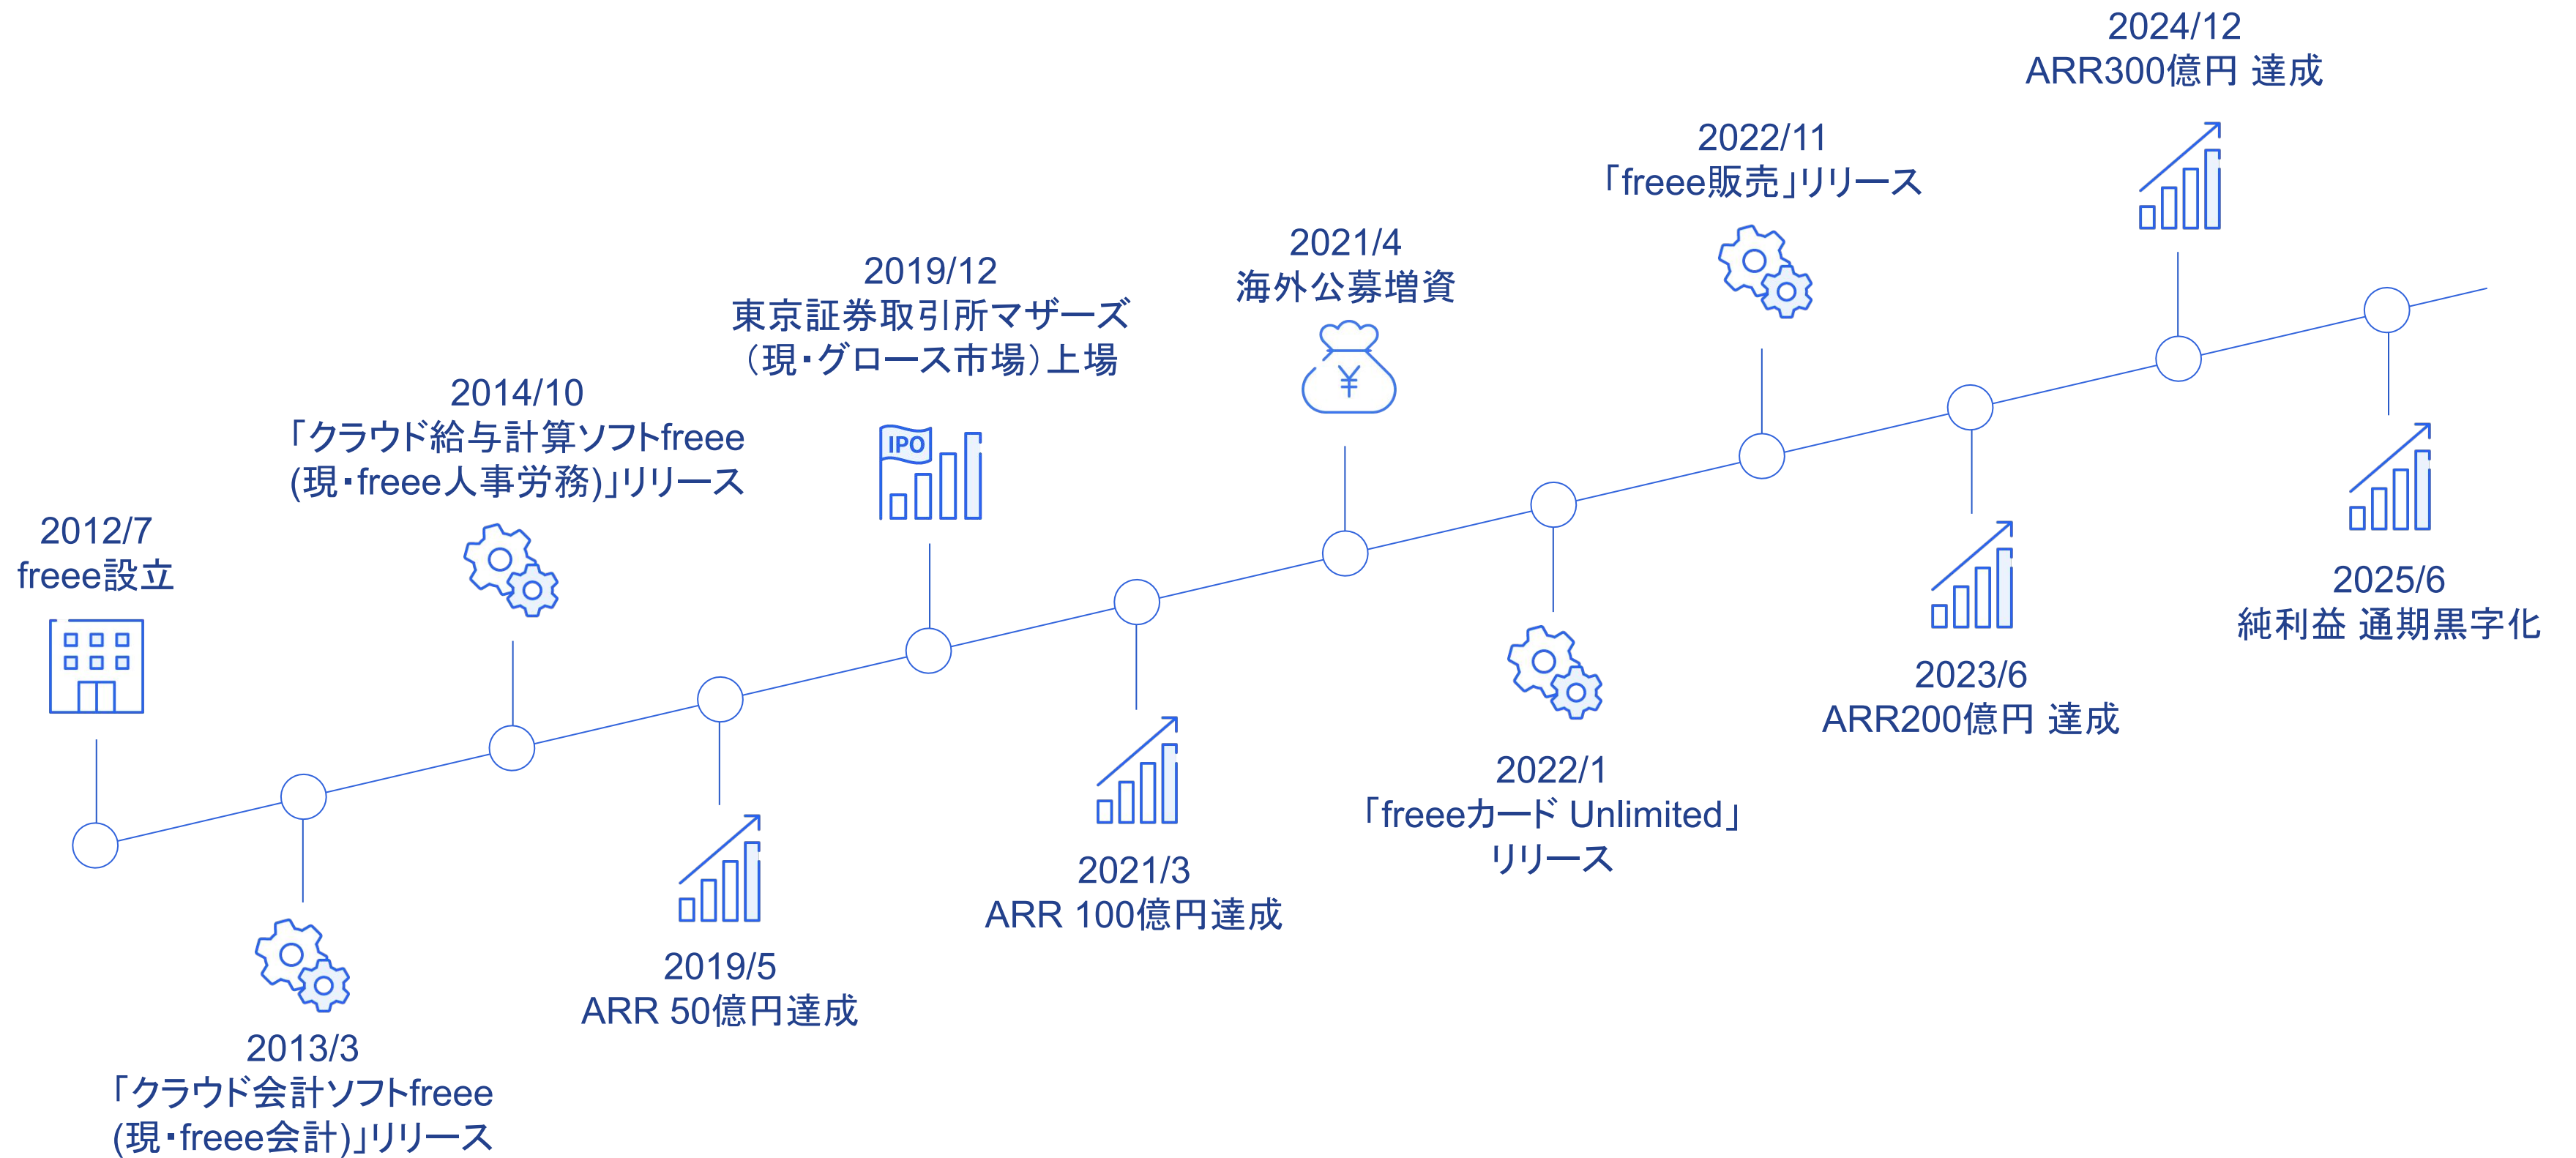 2012/7
freee設立
2013/3
「クラウド会計ソフトfreee
(現・freee会計)」リリース
2014/10
「クラウド給与計算ソフトfreee
(現・freee人事労務)」リリース
2019/5
ARR 50億円達成
2019/12
東京証券取引所マザーズ
（現・グロース市場）上場
IPO
2021/3
ARR 100億円達成
2021/4
海外公募増資
¥
2022/1
「freeeカード Unlimited」
リリース
2022/11
「freee販売」リリース
2023/6
ARR200億円 達成
2024/12
ARR300億円 達成
2025/6
純利益 通期黒字化